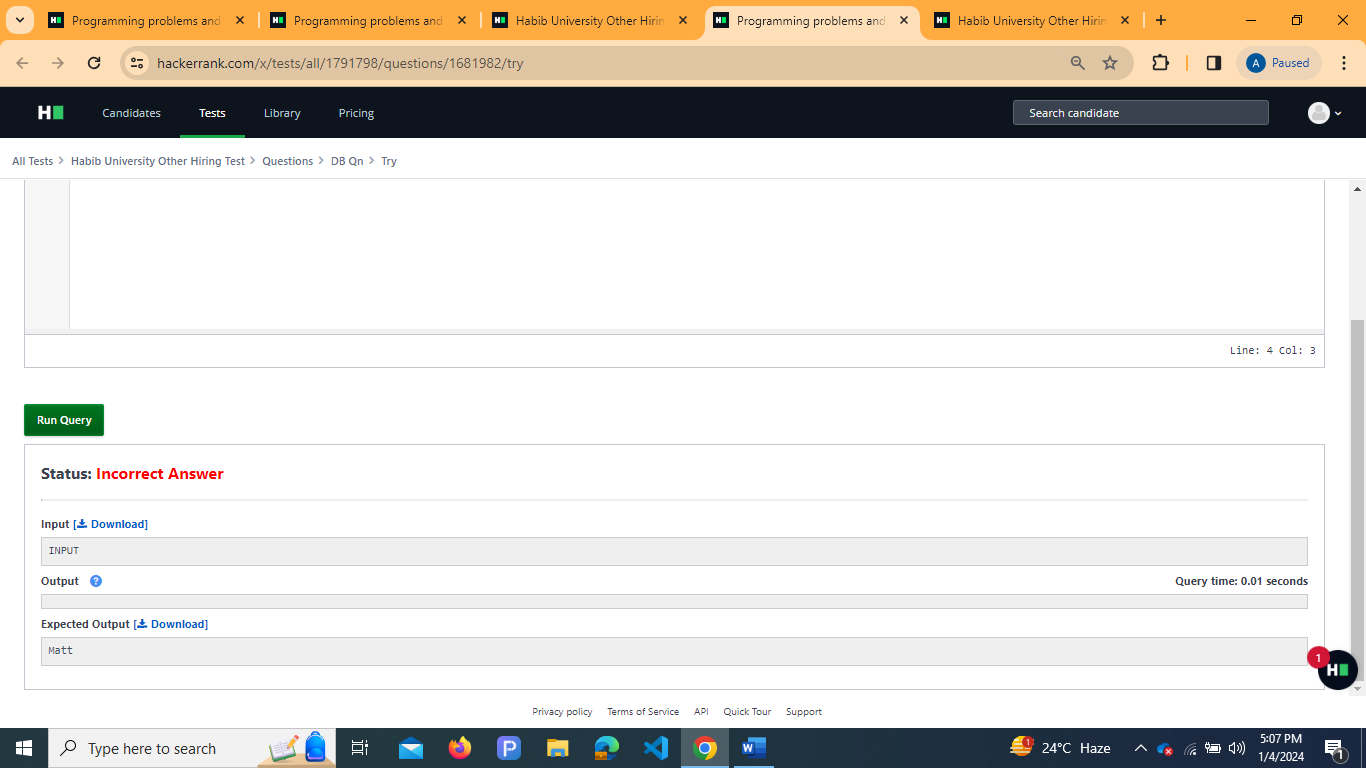 Programming problems and
Programming problems and
Habib University Other Hirin
Programming problems and
Habib University Other Hirin
hackerrank.com/x/tests/all/1791798/questions/1681982/try
A Paused
H
Candidates
Tests
Library
Pricing
Search candidate
All Tests > Habib University Other Hiring Test > Questions > DB Qn > Try
Line: 4 Col: 3
Run Query
Status: Incorrect Answer
Input [Download]
INPUT
Output ?
Query time: 0.01 seconds
Expected Output [Download]
Matt
1
H
Privacy policy Terms of Service API Quick Tour Support
Type here to search
1
24°C Haze
5:07 PM
1/4/2024
1